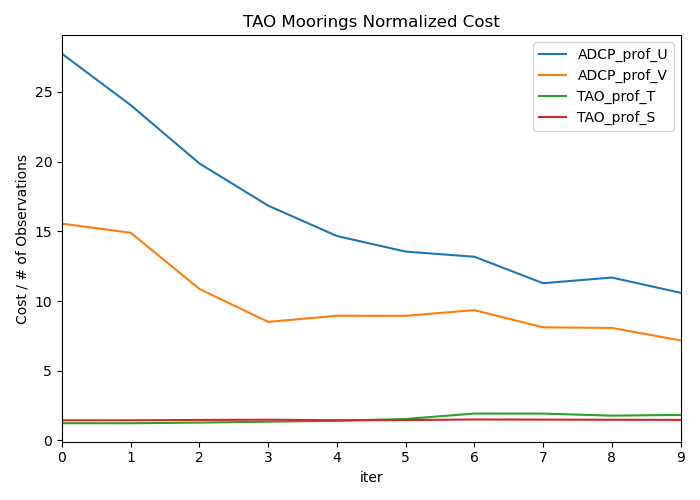 TAO Moorings Normalized Cost
ADCP_prof_U
ADCP_prof_V
TAO_prof_T
TAO_prof_S
Cost / # of Observations
25
20
15
10
5
0
0 1 2 3 4 5 6 7 8 9
iter